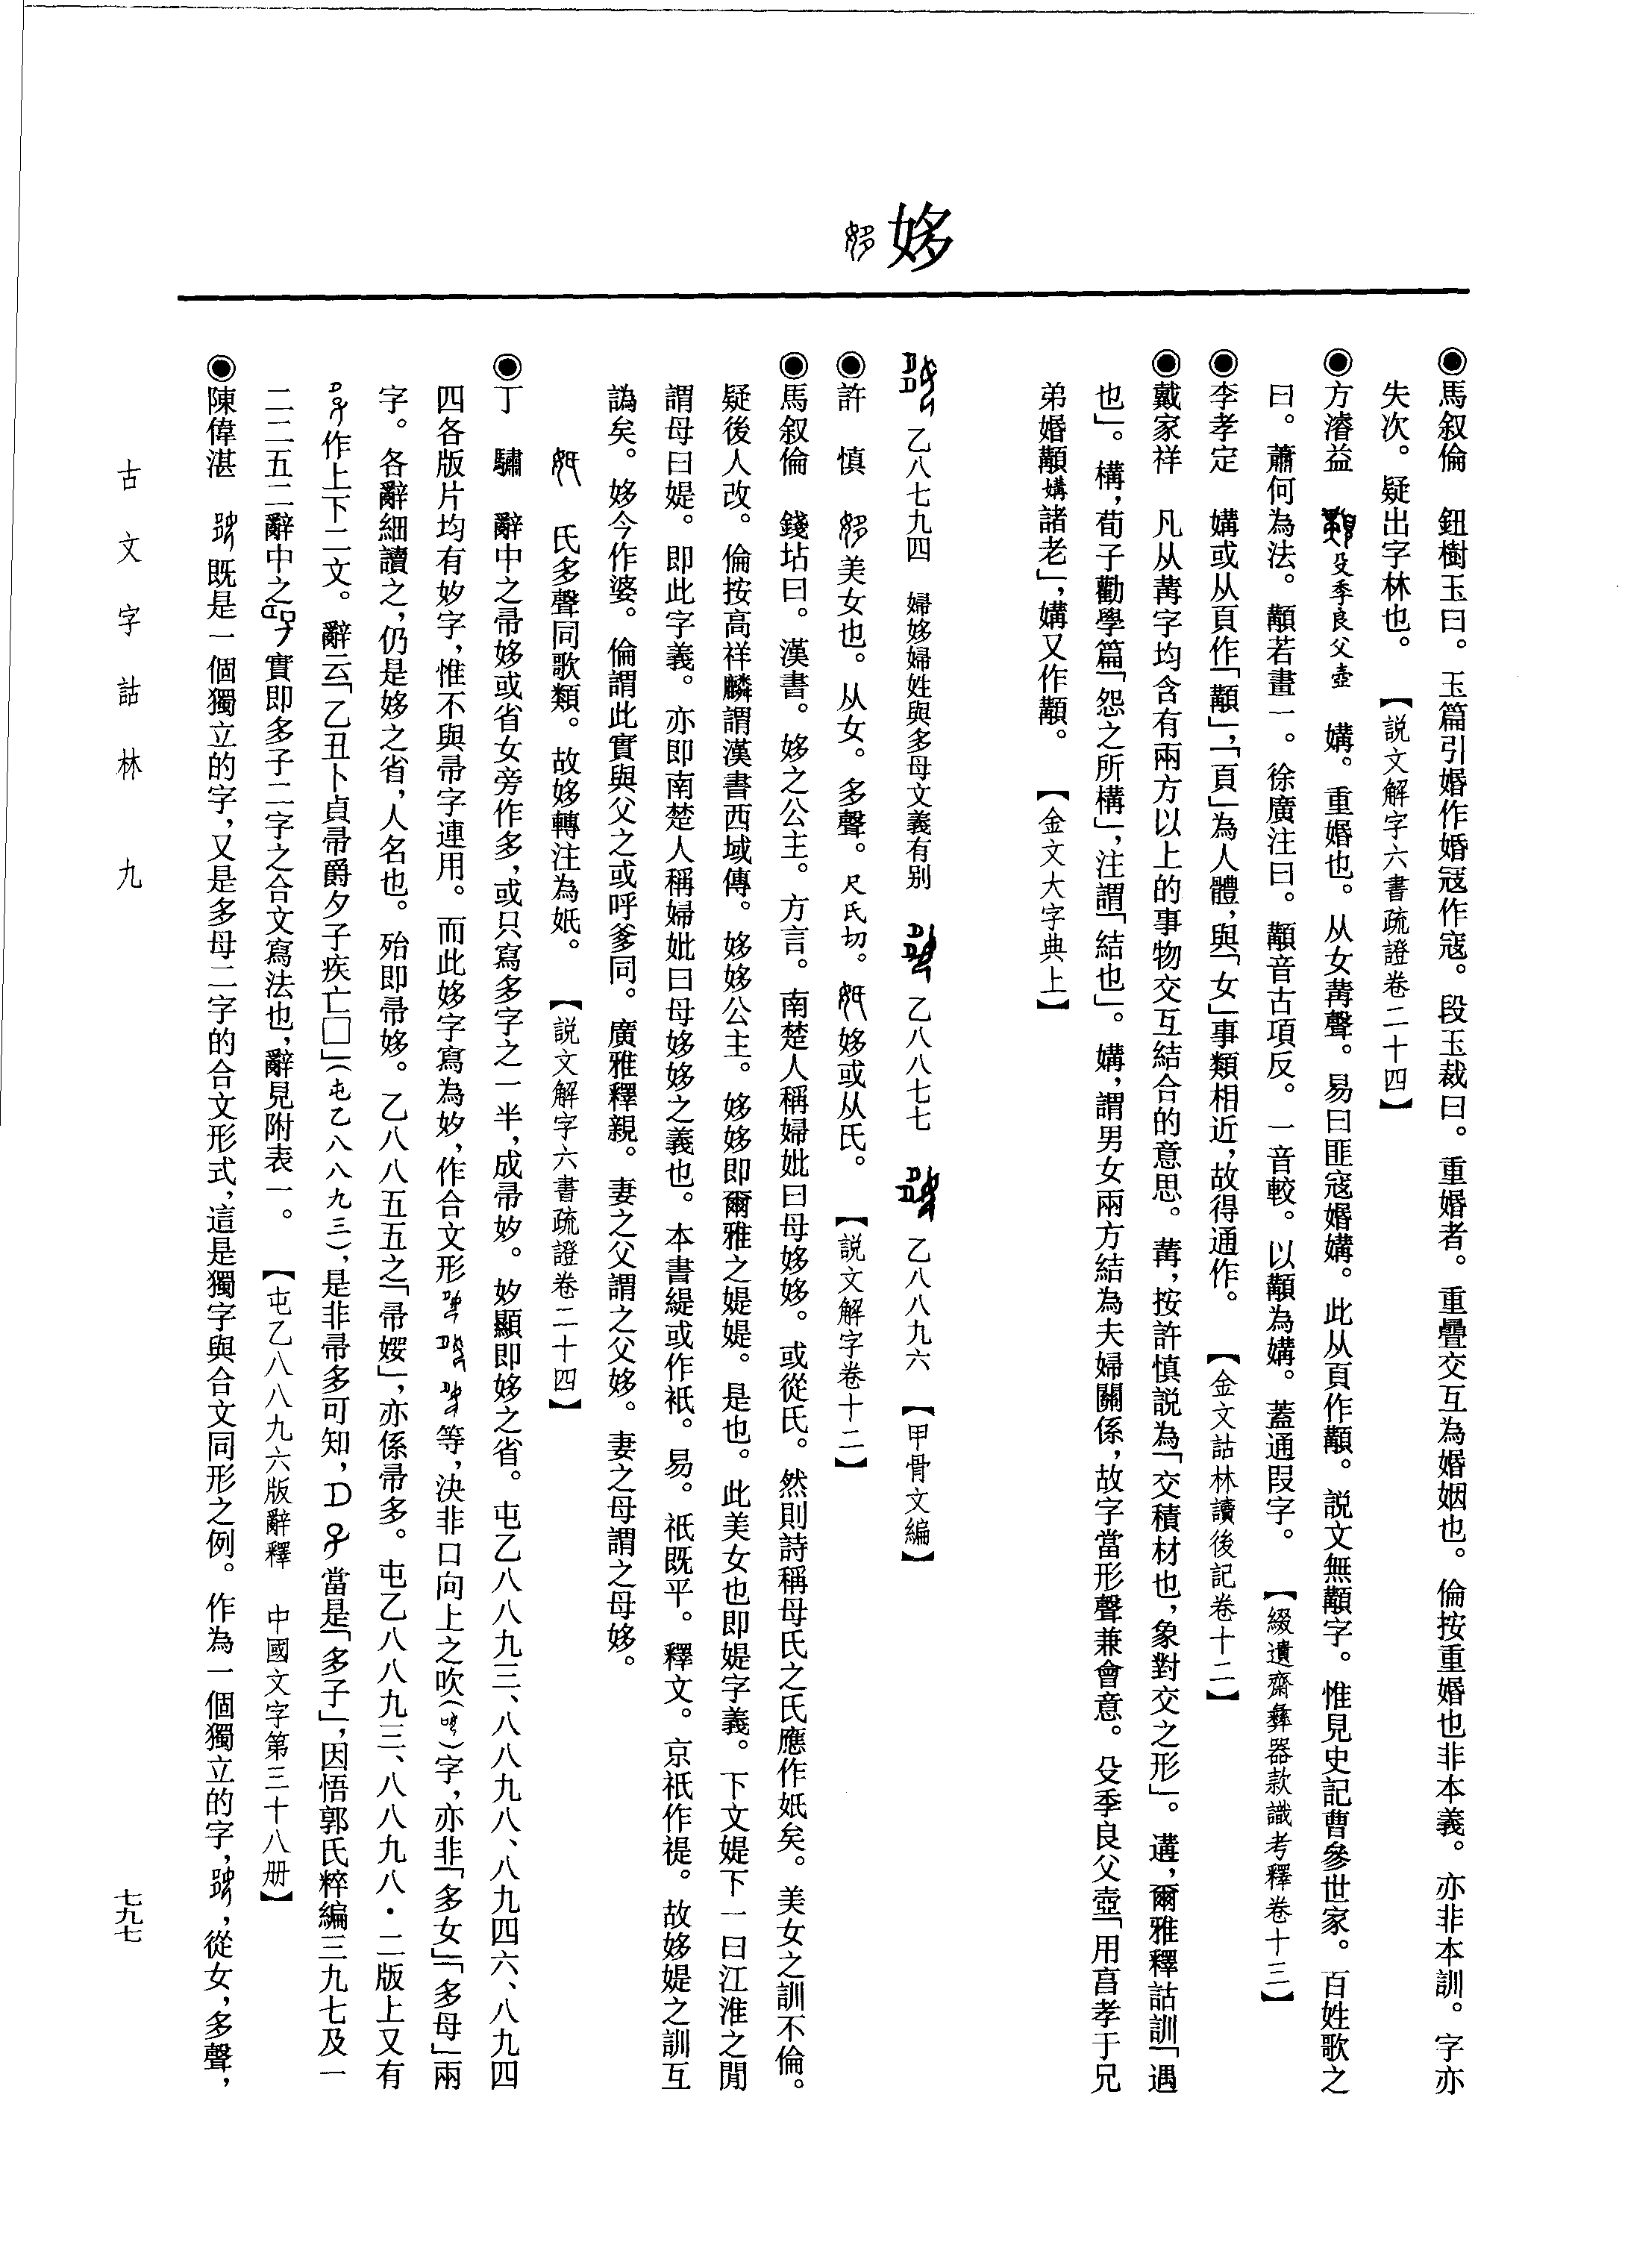 姼
◉馬叙倫　鈕樹玉曰。玉篇引婚作婚冦作寇。段玉裁曰。重婚者。重疊交互為婚姻也。倫按重婚也非本義。亦非本訓。字亦
失次。疑出字林也。【説文解字六書疏證卷二十四】
◉方濬益　殳季良父壺　媾。重婚也。从女冓聲。易曰匪寇婚媾。此从頁作顜。説文無顜字。惟見史記曹參世家。百姓歌之
曰。蕭何為法。顜若畫一。徐廣注曰。顜音古項反。一音較。以顜為媾。蓋通叚字。【綴遺齋彝器款識考釋卷十三】
◉李孝定　媾或从頁作「顜」，「頁」為人體，與「女」事類相近，故得通作。【金文詁林讀後記卷十二】
◉戴家祥　凡从冓字均含有兩方以上的事物交互結合的意思。冓，按許慎説為「交積材也，象對交之形」。遘，爾雅釋詁訓「遇
也」。構，荀子勸學篇「怨之所構」，注謂「結也」。媾，謂男女兩方結為夫婦關係，故字當形聲兼會意。殳季良父壺「用亯孝于兄
弟婚顜媾諸老」，媾又作顜。【金文大字典上】
乙八七九四　婦姼婦姓與多母文義有別　乙八八七七　乙八八九六　【甲骨文編】
◉許　慎　美女也。从女。多聲。尺氏切。姼或从氏。【説文解字卷十二】
◉馬叙倫　錢坫曰。漢書。姼之公主。方言。南楚人稱婦妣曰母姼姼。或從氏。然則詩稱母氏之氏應作妷矣。美女之訓不倫。
疑後人改。倫按高祥麟謂漢書西域傳。姼姼公主。姼姼即爾雅之媞媞。是也。此美女也即媞字義。下文媞下一曰江淮之閒
謂母曰媞。即此字義。亦即南楚人稱婦妣曰母姼姼之義也。本書緹或作衹。易。祇既平。釋文。京祇作禔。故姼媞之訓互
譌矣。姼今作婆。倫謂此實與父之或呼爹同。廣雅釋親。妻之父謂之父姼。妻之母謂之母姼。
氏多聲同歌類。故姼轉注為妷。【説文解字六書疏證卷二十四】
◉丁　驌　辭中之帚姼或省女旁作多，或只寫多字之一半，成帚妙。妙顯即姼之省。屯乙八八九三、八八九八、八九四六、八九四
四各版片均有妙字，惟不與帚字連用。而此姼字寫為妙，作合文形等，決非口向上之吹（）字，亦非「多女」「多母」兩
字。各辭細讀之，仍是姼之省，人名也。殆即帚姼。乙八八五五之「帚婑」，亦係帚多。屯乙八八九三、八八九八・二版上又有
作上下二文。辭云「乙丑卜貞帚爵夕子疾亡□」（屯乙八八九三），是非帚多可知，當是「多子」，因悟郭氏粹編三九七及一
二二五二辭中之實即多子二字之合文寫法也，辭見附表一。【屯乙八八九六版辭釋　中國文字第三十八册】
◉陳偉湛　既是一個獨立的字，又是多母二字的合文形式，這是獨字與合文同形之例。作為一個獨立的字，，從女，多聲，
古文字詁林　九
七九七